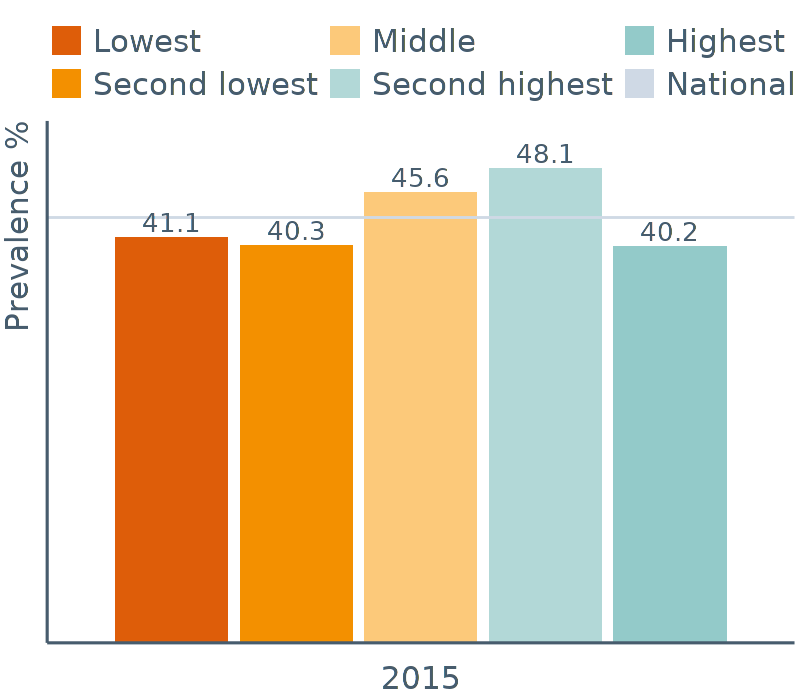 Lowest Middle Highest
Second lowest Second highest National
Prevalence %
41.1 40.3 45.6 48.1 40.2
2015